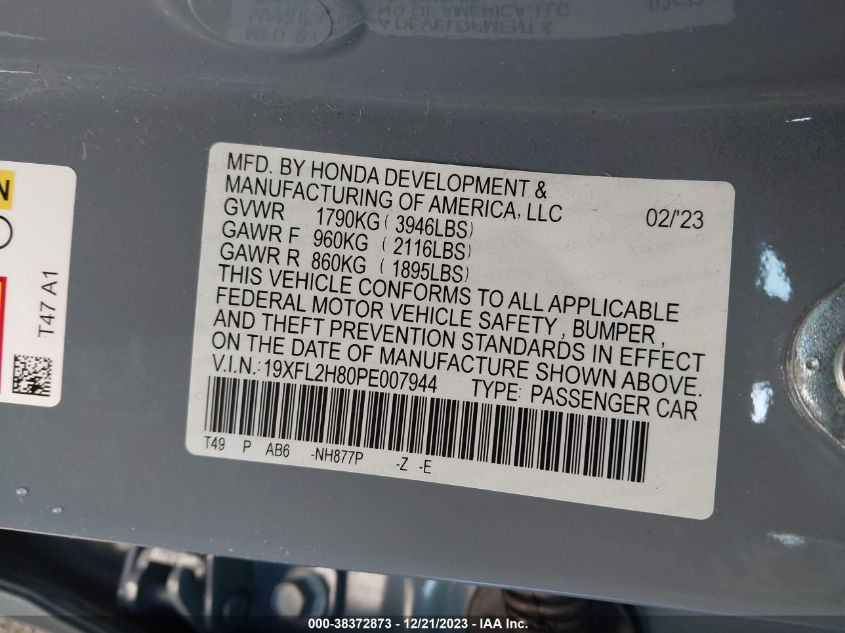 MFD. BY HONDA DEVELOPMENT &
MANUFACTURING OF AMERICA, LLC
02/'23
GVWR 1790KG ( 3946LBS)
GAWR F 960KG ( 2116LBS)
GAWR R 860KG ( 1895LBS)
THIS VEHICLE CONFORMS TO ALL APPLICABLE
FEDERAL MOTOR VEHICLE SAFETY, BUMPER,
AND THEFT PREVENTION STANDARDS IN EFFECT
ON THE DATE OF MANUFACTURE SHOWN ABOVE.
V.I.N.: 19XFL2H80PE007944 TYPE: PASSENGER CAR
T49 P AB6 -NH877P -Z -E
T47 A1
000-38372873 - 12/21/2023 - IAA Inc.